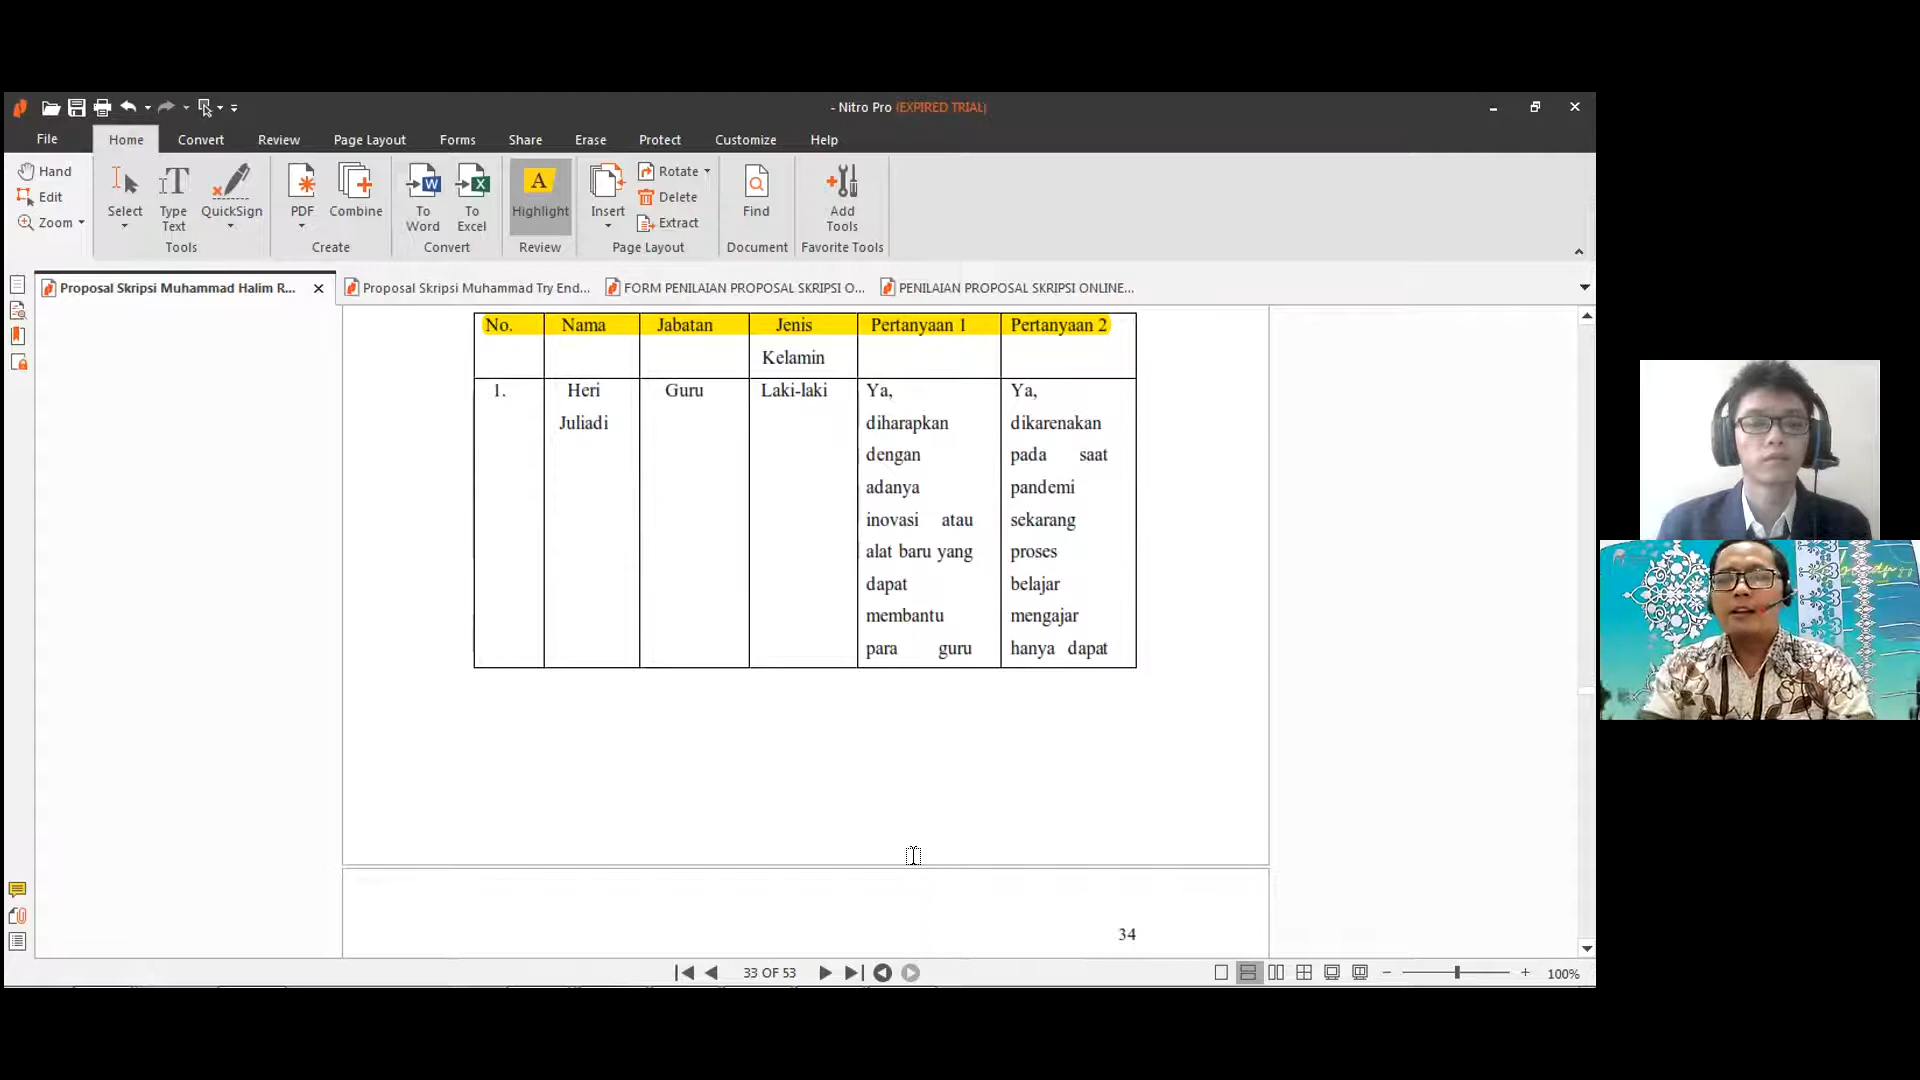 - Nitro Pro (EXPIRED TRIAL)
File Home Convert Review Page Layout Forms Share Erase Protect Customize Help
Hand
Edit
Zoom
Select
Type Text
QuickSign
Tools
PDF
Combine
Create
To Word
To Excel
Convert
Highlight
Review
Insert
Rotate
Delete
Extract
Page Layout
Find
Document
Add Tools
Favorite Tools
Proposal Skripsi Muhammad Halim R...
Proposal Skripsi Muhammad Try End...
FORM PENILAIAN PROPOSAL SKRIPSI O...
PENILAIAN PROPOSAL SKRIPSI ONLINE...
No. Nama Jabatan Jenis Kelamin Pertanyaan 1 Pertanyaan 2
1. Heri Juliadi Guru Laki-laki
Ya,
diharapkan
dengan
adanya
inovasi atau
alat baru yang
dapat
membantu
para guru
Ya,
dikarenakan
pada saat
pandemi
sekarang
proses
belajar
mengajar
hanya dapat
34
33 OF 53
100%